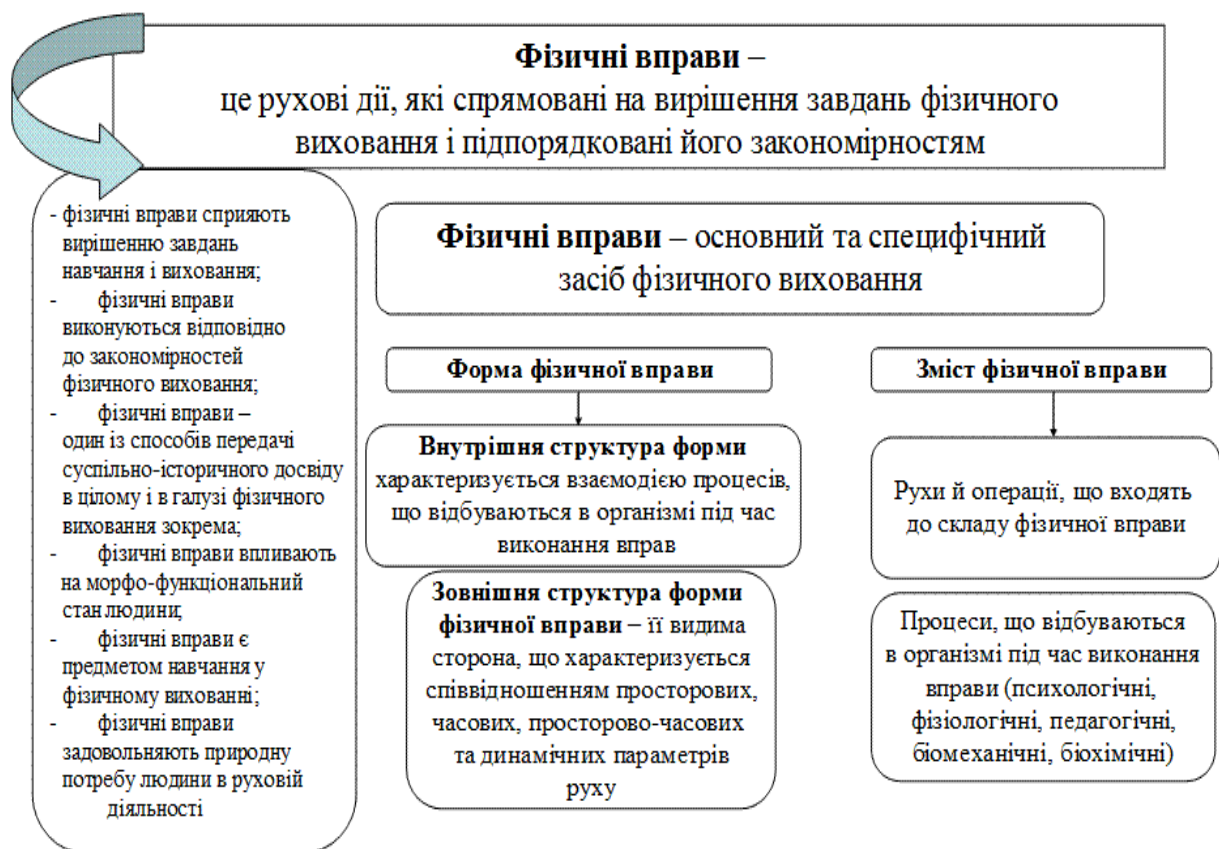 Фізичні вправи –
це рухові дії, які спрямовані на вирішення завдань фізичного
виховання і підпорядковані його закономірностям
- фізичні вправи сприяють
вирішенню завдань
навчання і виховання;
- фізичні вправи
виконуються відповідно
до закономірностей
фізичного виховання;
- фізичні вправи –
один із способів передачі
суспільно-історичного досвіду
в цілому і в галузі фізичного
виховання зокрема;
- фізичні вправи впливають
на морфо-функціональний
стан людини;
- фізичні вправи є
предметом навчання у
фізичному вихованні;
- фізичні вправи
задовольняють природну
потребу людини в руховій
діяльності
Фізичні вправи – основний та специфічний
засіб фізичного виховання
Форма фізичної вправи
Внутрішня структура форми
характеризується взаємодією процесів,
що відбуваються в організмі під час
виконання вправ
Зовнішня структура форми
фізичної вправи – її видима
сторона, що характеризується
співвідношенням просторових,
часових, просторово-часових
та динамічних параметрів
руху
Зміст фізичної вправи
Рухи й операції, що входять
до складу фізичної вправи
Процеси, що відбуваються
в організмі під час виконання
вправи (психологічні,
фізіологічні, педагогічні,
біомеханічні, біохімічні)